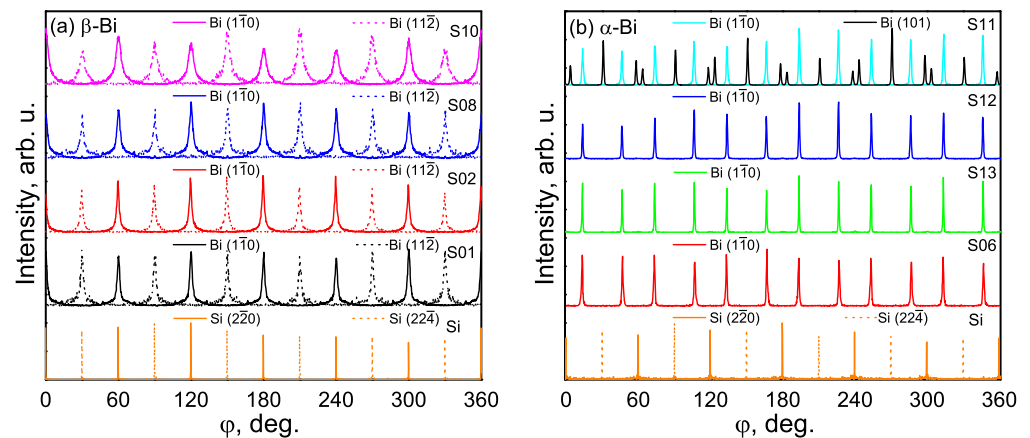 (a) β-Bi
Bi (11̅0) Bi (112̅)
S10
Bi (11̅0) Bi (112̅)
S08
Bi (11̅0) Bi (112̅)
S02
Bi (11̅0) Bi (112̅)
S01
Si (22̅0) Si (224̅)
Si
Intensity, arb. u.
0 60 120 180 240 300 360
φ, deg.
(b) α-Bi
Bi (11̅0) Bi (101)
S11
Bi (11̅0)
S12
Bi (11̅0)
S13
Bi (11̅0)
S06
Si (22̅0) Si (224̅)
Si
Intensity, arb. u.
0 60 120 180 240 300 360
φ, deg.